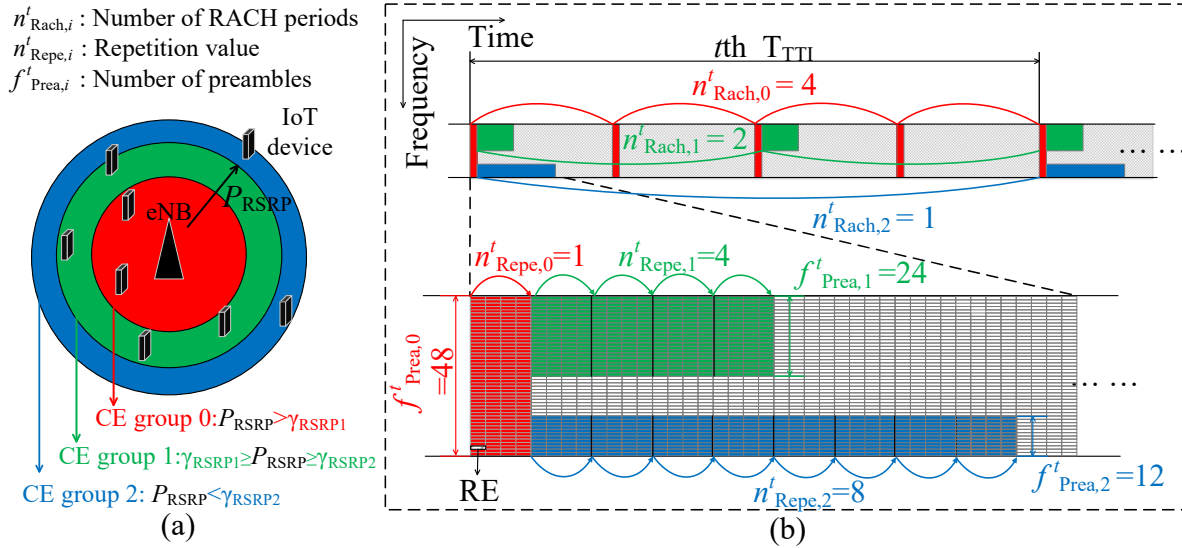 n^t_Rach,i : Number of RACH periods
n^t_Repe,i : Repetition value
f^t_Prea,i : Number of preambles
IoT
device
P_RSRP
eNB
CE group 0:P_RSRP>γ_RSRP1
CE group 1:γ_RSRP1≥P_RSRP≥γ_RSRP2
CE group 2: P_RSRP<γ_RSRP2
(a)
Time
Frequency
tth T_TTI
n^t_Rach,0 = 4
n^t_Rach,1 = 2
… …
n^t_Rach,2 = 1
n^t_Repe,0=1
n^t_Repe,1=4
f^t_Prea,1=24
f^t_Prea,0
=48
… …
RE
n^t_Repe,2=8
f^t_Prea,2=12
(b)